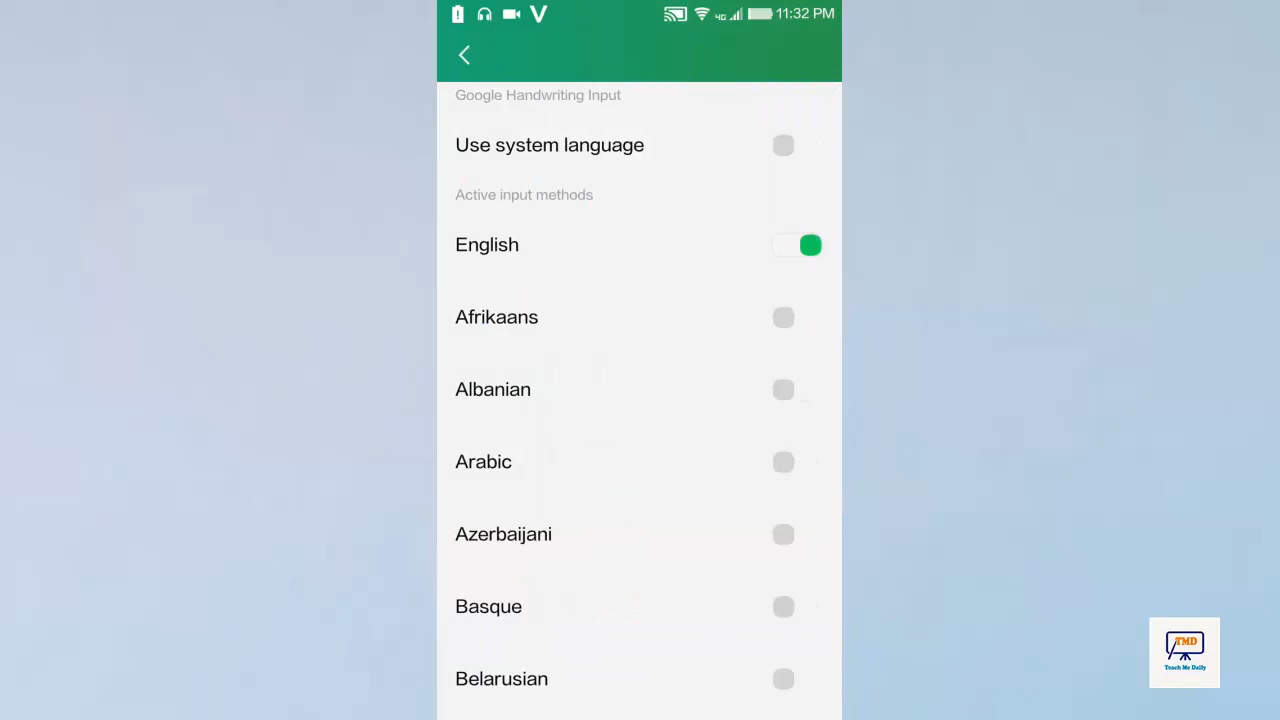 4G 11:32 PM
Google Handwriting Input
Use system language
Active input methods
English
Afrikaans
Albanian
Arabic
Azerbaijani
Basque
Belarusian
TMD
Teach Me Daily